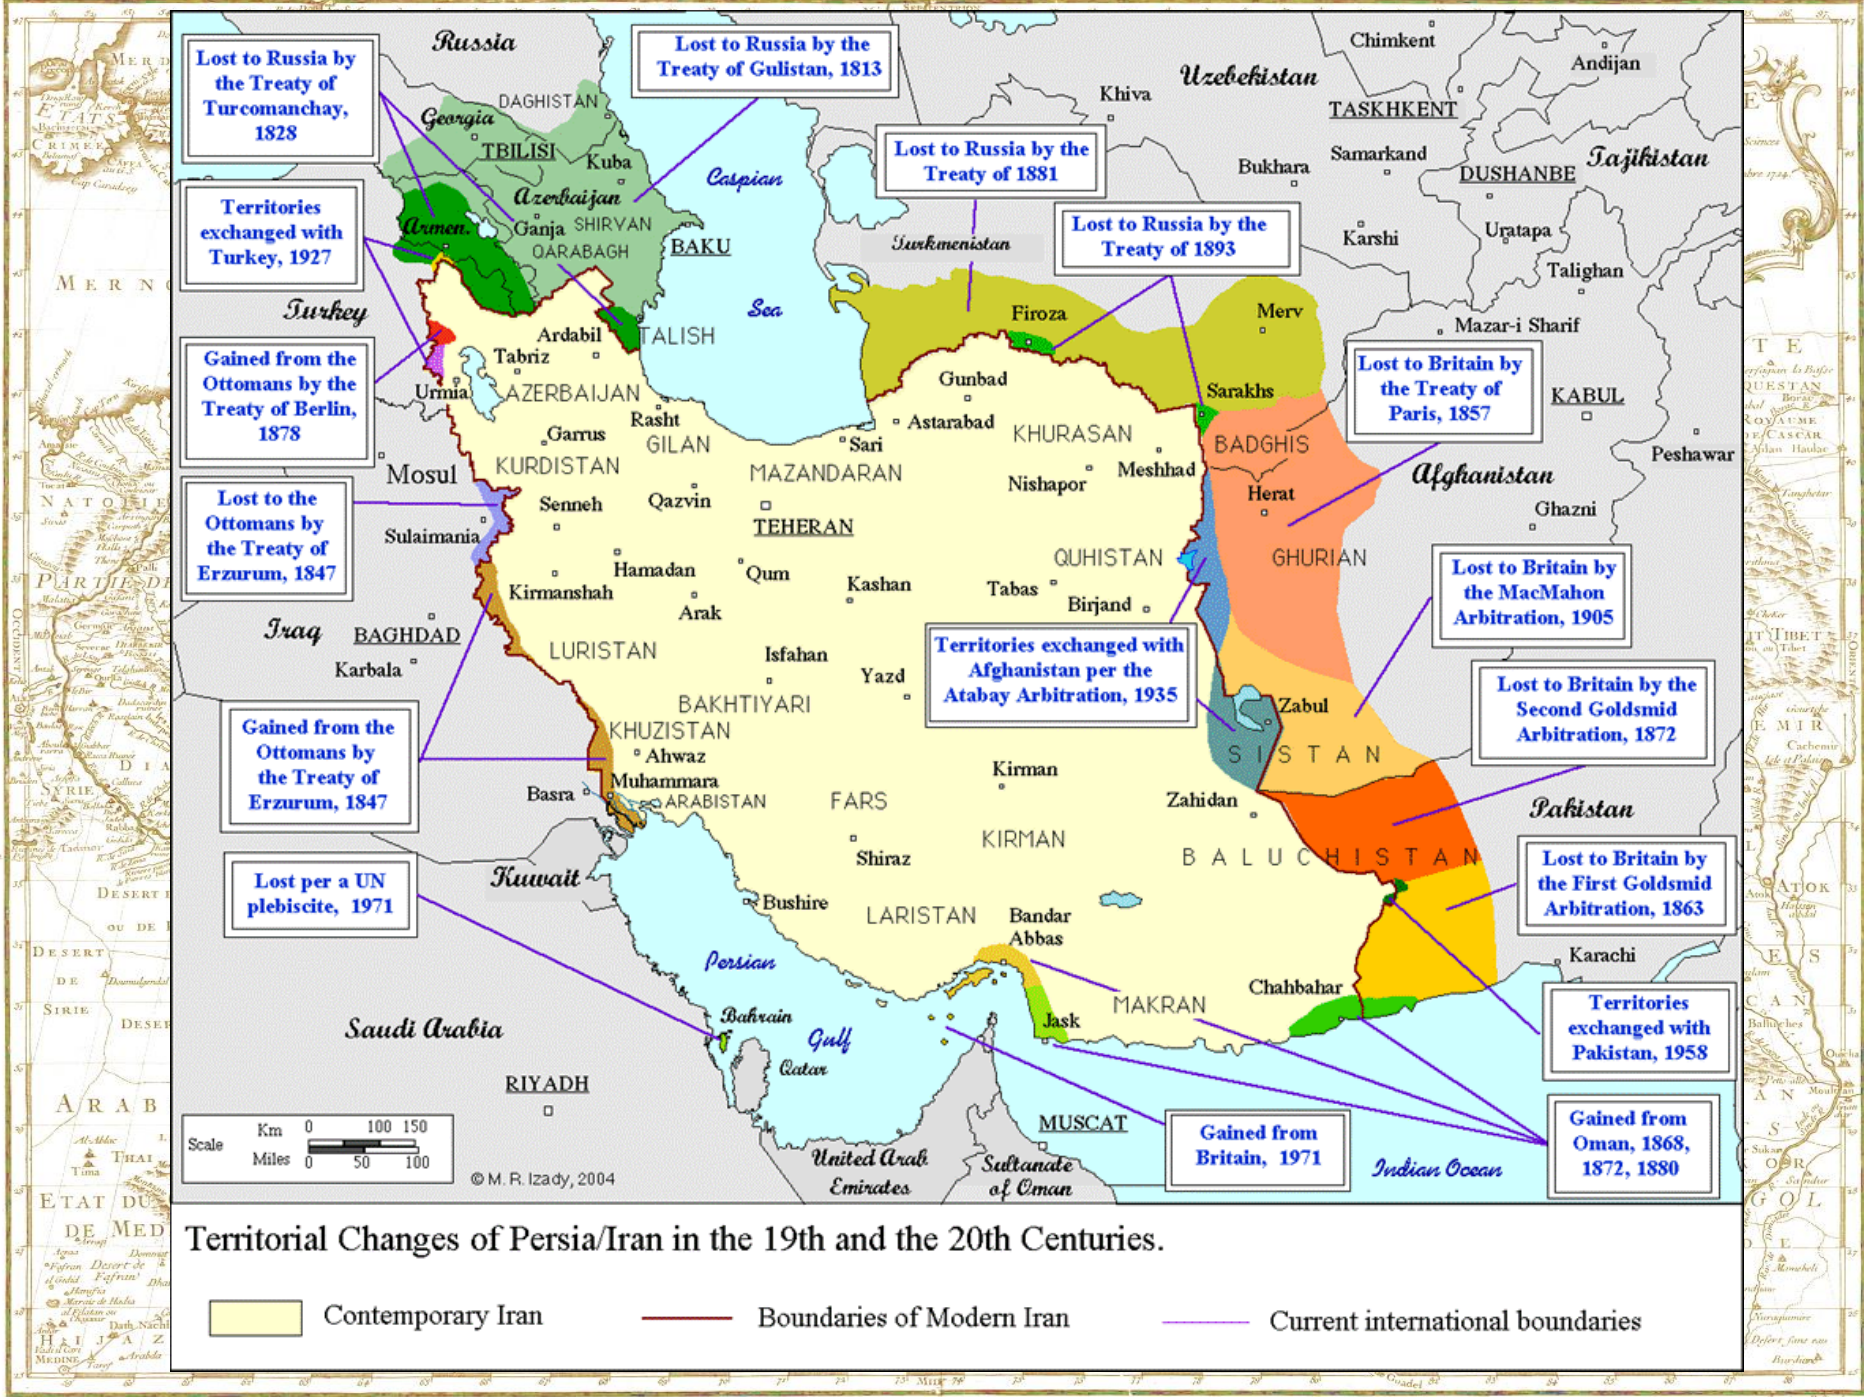 Lost to Russia by
the Treaty of
Turcomanchay,
1828
Russia
Lost to Russia by the
Treaty of Gulistan, 1813
Chimkent
Andijan
Uzebekistan
Khiva
TASKHKENT
DAGHISTAN
Georgia
TBILISI
Kuba
Caspian
Sea
Lost to Russia by the
Treaty of 1881
Bukhara
Samarkand
DUSHANBE
Tajikistan
Territories
exchanged with
Turkey, 1927
Azerbaijan
Armen.
Ganja
SHIRVAN
QARABAGH
BAKU
Turkmenistan
Lost to Russia by the
Treaty of 1893
Karshi
Uratapa
Talighan
Turkey
Ardabil
TALISH
Firoza
Merv
Mazar-i Sharif
Gained from the
Ottomans by the
Treaty of Berlin,
1878
Tabriz
Urmia
AZERBAIJAN
Rasht
Gunbad
Astarabad
Sarakhs
Lost to Britain by
the Treaty of
Paris, 1857
KABUL
Garrus
GILAN
Sari
KHURASAN
BADGHIS
Peshawar
Mosul
KURDISTAN
MAZANDARAN
Meshhad
Nishapor
Herat
Afghanistan
Lost to the
Ottomans by
the Treaty of
Erzurum, 1847
Senneh
Qazvin
TEHERAN
Ghazni
Sulaimania
Hamadan
Qum
Kashan
QUHISTAN
GHURIAN
Kirmanshah
Arak
Tabas
Birjand
Lost to Britain by
the MacMahon
Arbitration, 1905
Iraq
BAGHDAD
Karbala
LURISTAN
Isfahan
Yazd
Territories exchanged with
Afghanistan per the
Atabay Arbitration, 1935
Lost to Britain by the
Second Goldsmid
Arbitration, 1872
Gained from the
Ottomans by
the Treaty of
Erzurum, 1847
BAKHTIYARI
KHUZISTAN
Ahwaz
Zabul
SISTAN
Basra
Muhammara
ARABISTAN
FARS
Kirman
Zahidan
Pakistan
KIRMAN
BALUCHISTAN
Shiraz
Lost to Britain by
the First Goldsmid
Arbitration, 1863
Lost per a UN
plebiscite, 1971
Kuwait
Bushire
LARISTAN
Bandar
Abbas
Karachi
Persian
Gulf
Chahbahar
MAKRAN
Jask
Territories
exchanged with
Pakistan, 1958
Saudi Arabia
Bahrain
Qatar
RIYADH
MUSCAT
Gained from
Britain, 1971
Gained from
Oman, 1868,
1872, 1880
Indian Ocean
United Arab
Emirates
Sultanate
of Oman
Scale
Km 0 100 150
Miles 0 50 100
© M. R. Izady, 2004
Territorial Changes of Persia/Iran in the 19th and the 20th Centuries.
Contemporary Iran
Boundaries of Modern Iran
Current international boundaries